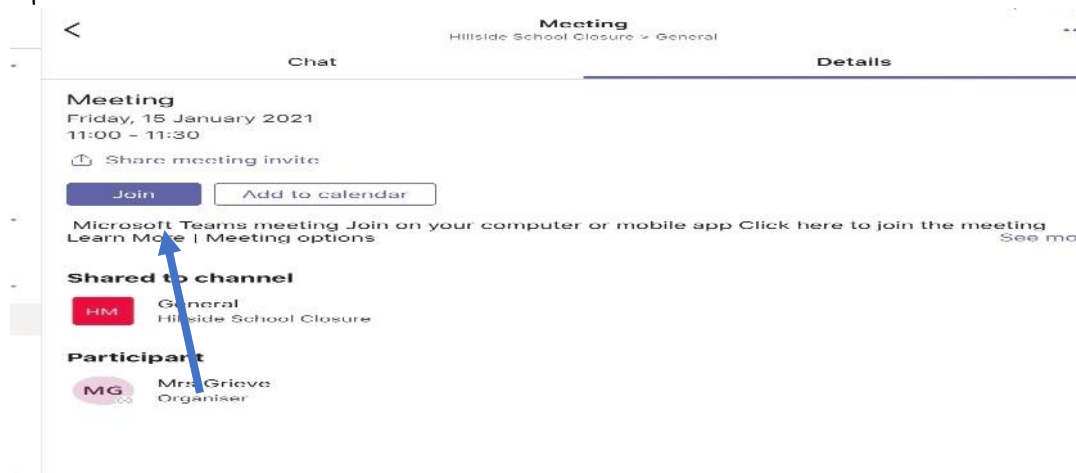 Meeting
Hillside School Closure > General
Chat Details
Meeting
Friday, 15 January 2021
11:00 - 11:30
Share meeting invite
Join Add to calendar
Microsoft Teams meeting Join on your computer or mobile app Click here to join the meeting
Learn More | Meeting options See mo
Shared to channel
HM General
Hillside School Closure
Participant
MG Mrs Grieve
Organiser